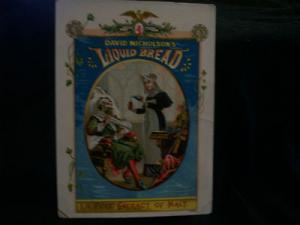 DAVID NICHOLSON'S
LIQUID BREAD
A PURE EXTRACT OF MALT